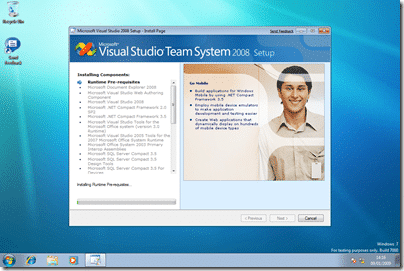 Recycle Bin
Send Feedback
Microsoft Visual Studio 2008 Setup - Install Page
Send Feedback
Microsoft
Visual Studio Team System 2008 Setup
Installing Components:
Runtime Pre-requisites
Microsoft Document Explorer 2008
Microsoft Visual Studio Web Authoring
Component
Microsoft Visual Studio 2008
Microsoft .NET Compact Framework 2.0
SP2
Microsoft .NET Compact Framework 3.5
Microsoft Visual Studio Tools for the
Office system (version 3.0
Runtime)
Microsoft Visual Studio 2005 Tools for the
2007 Microsoft Office System Runtime
Microsoft Office System 2003 Primary
Interop Assemblies
Microsoft SQL Server Compact 3.5
Microsoft SQL Server Compact 3.5
Design Tools
Microsoft SQL Server Compact 3.5 For
Devices
Installing Runtime Pre-requisites...
Go Mobile
Build applications for Windows
Mobile by using .NET Compact
Framework 3.5
Employ mobile device emulators
to make application
development and testing easier
Create Web applications that
dynamically display on hundreds
of mobile device types
< Previous
Next >
Cancel
Windows 7
For testing purposes only. Build 7000